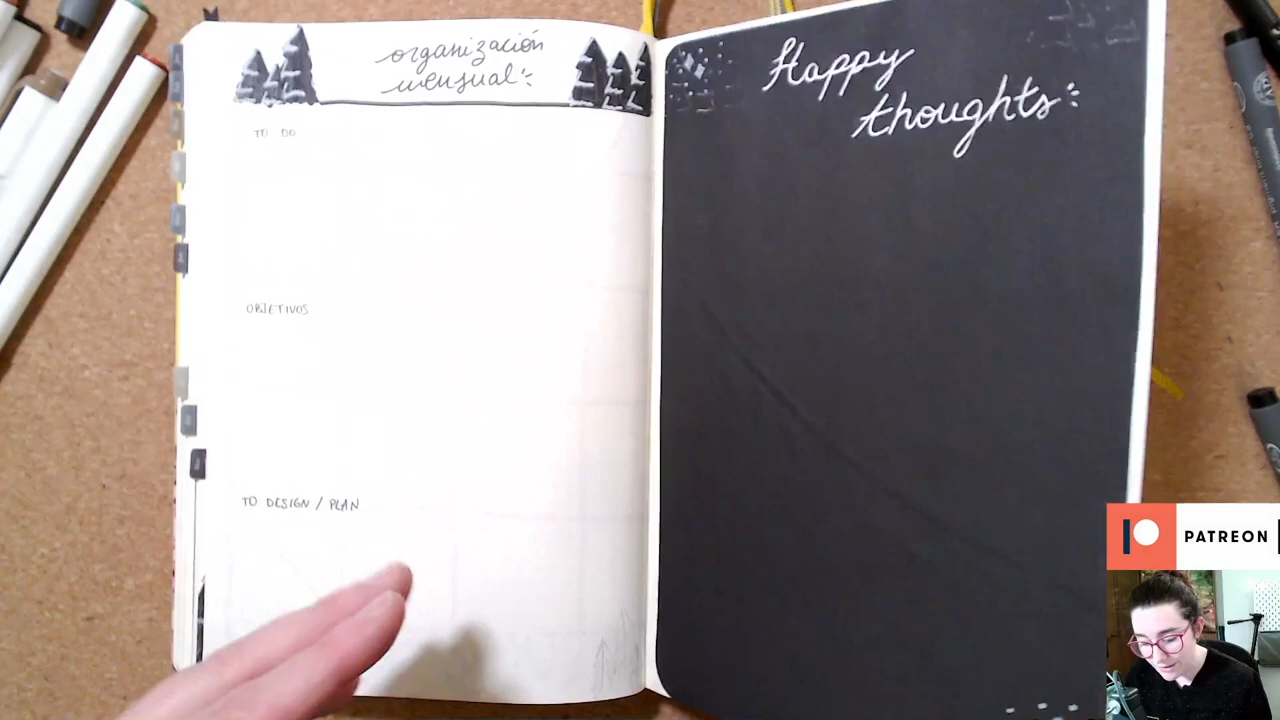 organización
mensual:
TO DO
OBJETIVOS
TO DESIGN / PLAN
Happy
thoughts:
PATREON